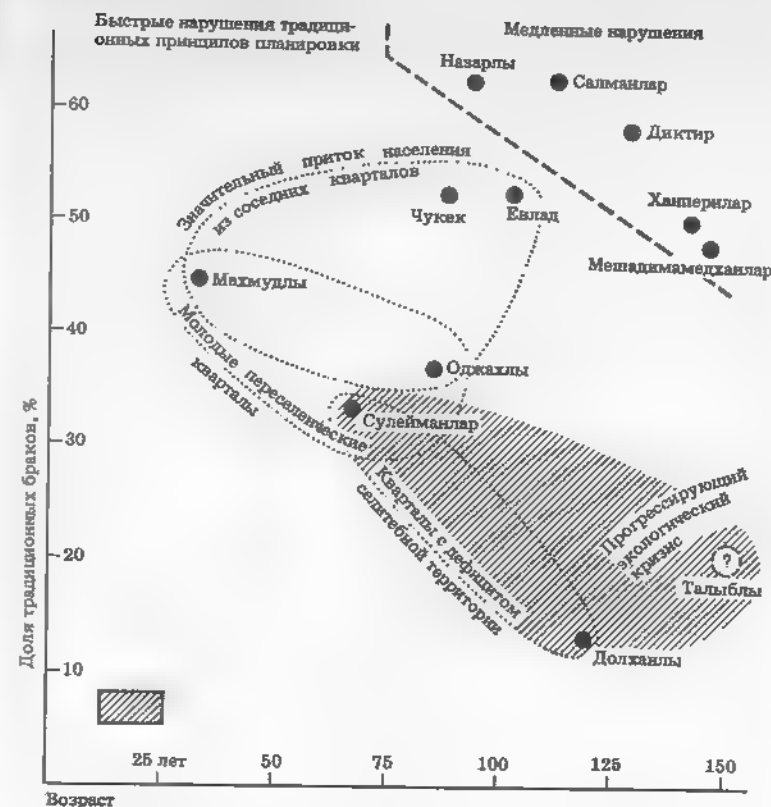 Быстрые нарушения традици-
онных принципов планировки
Медленные нарушения
Назарлы
Салманлар
Диктир
Ханперилар
Мешадимамедханлар
Значительный приток населения
из соседних кварталов
Чукек
Евлад
Махмудлы
Молодые переселенческие
кварталы
Оджахлы
Сулейманлар
Кварталы с дефицитом
селитебной территории
Прогрессирующий
экологический
кризис
?
Талыблы
Долханлы
Доля традиционных браков, %
60
50
40
30
20
10
25 лет
50
75
100
125
150
Возраст